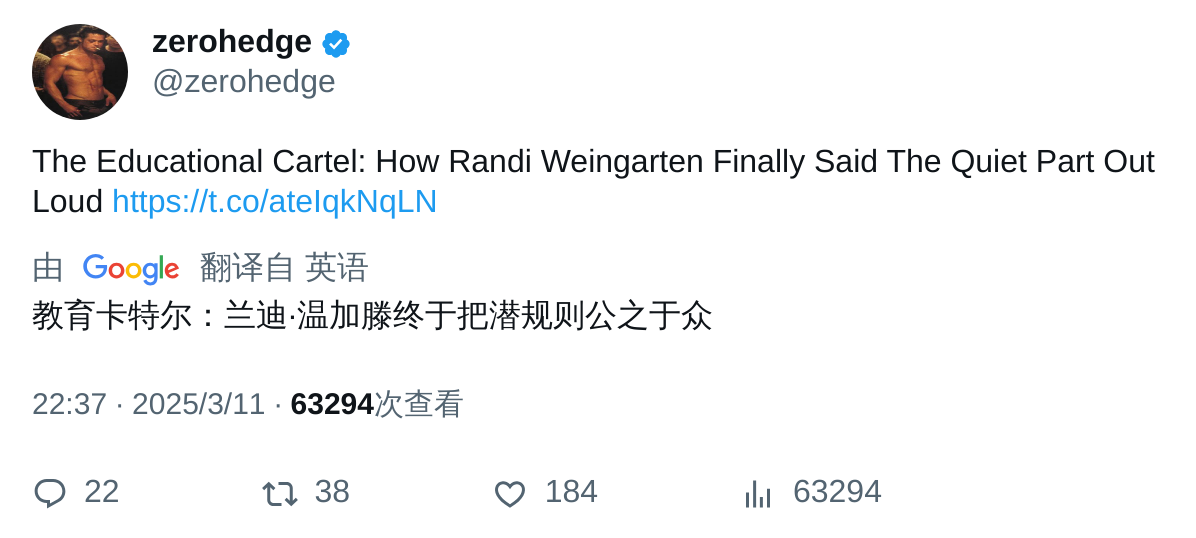 zerohedge
@zerohedge
The Educational Cartel: How Randi Weingarten Finally Said The Quiet Part Out
Loud https://t.co/ateIqkNqLN
由 Google 翻译自 英语
教育卡特尔：兰迪·温加滕终于把潜规则公之于众
22:37 · 2025/3/11 · 63294次查看
22 38 184 63294